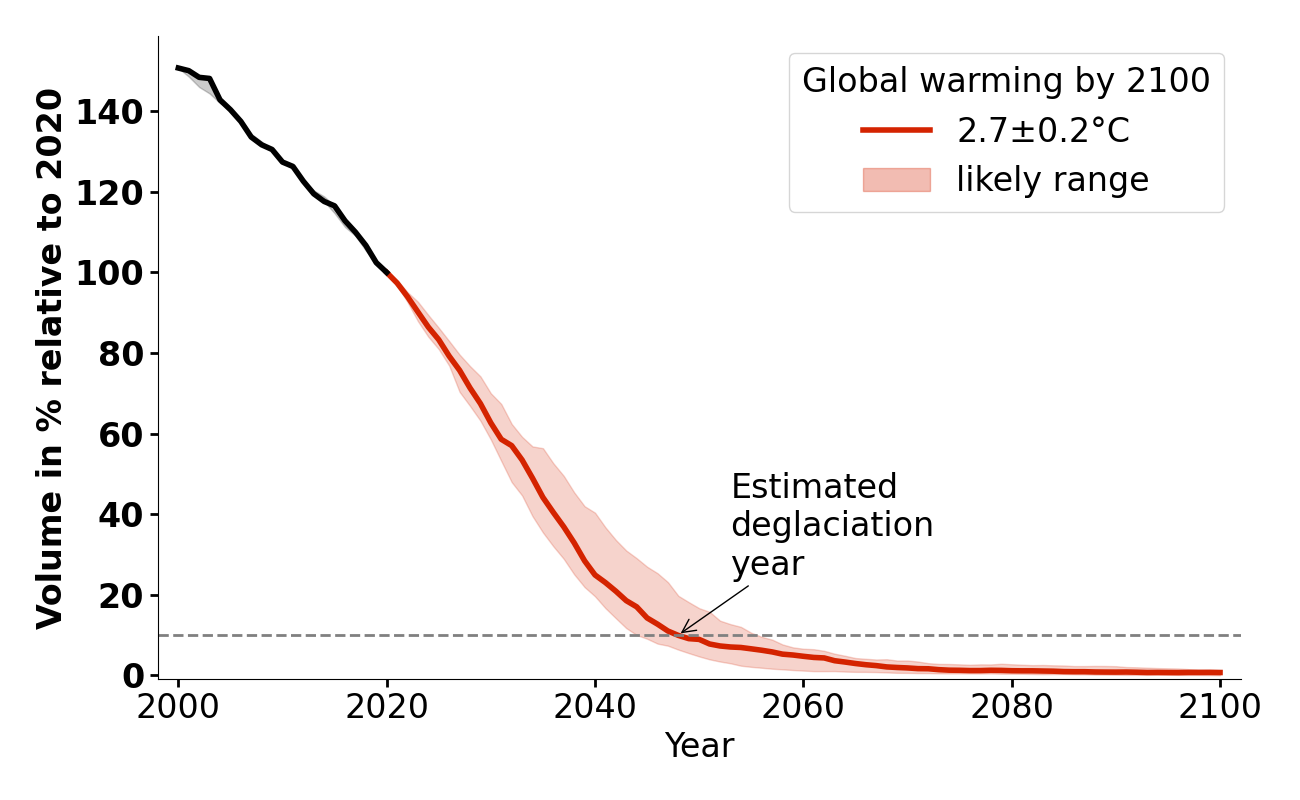 Volume in % relative to 2020
140
120
100
80
60
40
20
0
Global warming by 2100
2.7±0.2°C
likely range
Estimated
deglaciation
year
2000 2020 2040 2060 2080 2100
Year